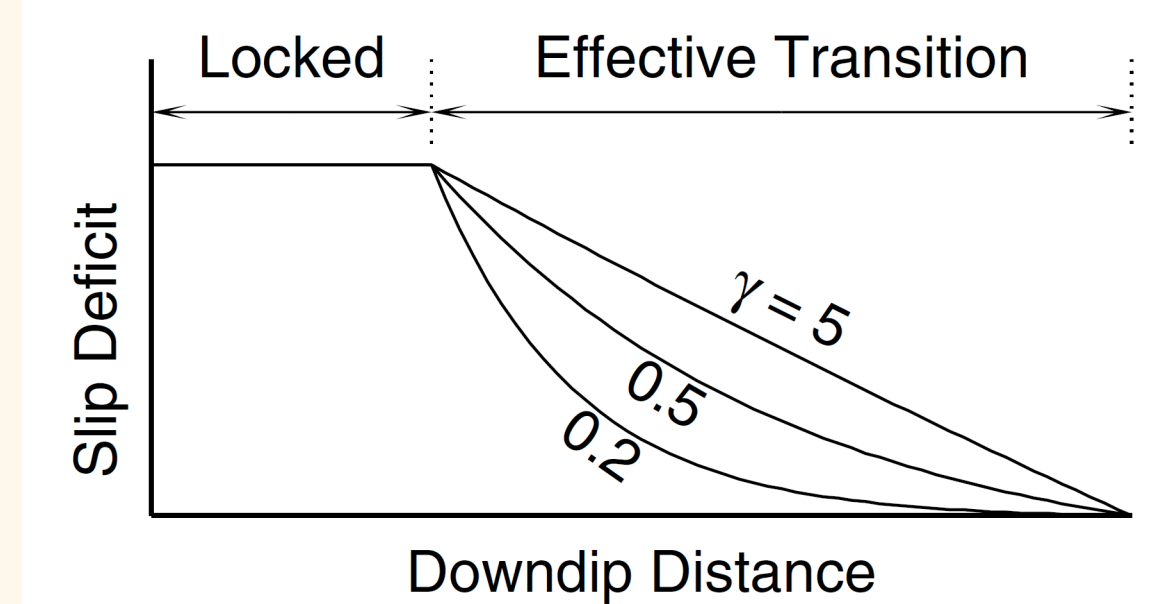 Locked
Effective Transition
Slip Deficit
γ = 5
0.5
0.2
Downdip Distance